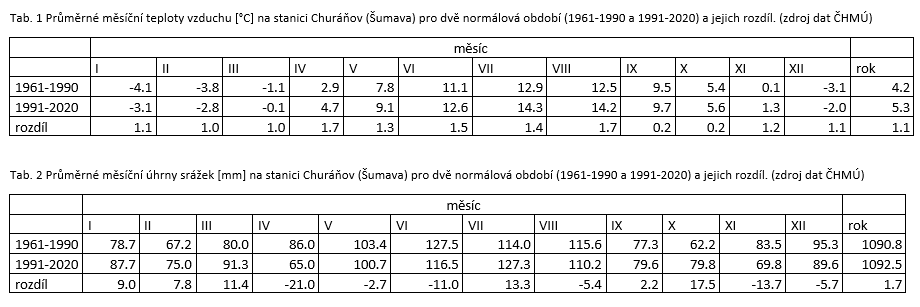 Tab. 1 Průměrné měsíční teploty vzduchu [°C] na stanici Churáňov (Šumava) pro dvě normálová období (1961-1990 a 1991-2020) a jejich rozdíl. (zdroj dat ČHMÚ)
měsíc
I II III IV V VI VII VIII IX X XI XII rok
1961-1990 -4.1 -3.8 -1.1 2.9 7.8 11.1 12.9 12.5 9.5 5.4 0.1 -3.1 4.2
1991-2020 -3.1 -2.8 -0.1 4.7 9.1 12.6 14.3 14.2 9.7 5.6 1.3 -2.0 5.3
rozdíl 1.1 1.0 1.0 1.7 1.3 1.5 1.4 1.7 0.2 0.2 1.2 1.1 1.1
Tab. 2 Průměrné měsíční úhrny srážek [mm] na stanici Churáňov (Šumava) pro dvě normálová období (1961-1990 a 1991-2020) a jejich rozdíl. (zdroj dat ČHMÚ)
měsíc
I II III IV V VI VII VIII IX X XI XII rok
1961-1990 78.7 67.2 80.0 86.0 103.4 127.5 114.0 115.6 77.3 62.2 83.5 95.3 1090.8
1991-2020 87.7 75.0 91.3 65.0 100.7 116.5 127.3 110.2 79.6 79.8 69.8 89.6 1092.5
rozdíl 9.0 7.8 11.4 -21.0 -2.7 -11.0 13.3 -5.4 2.2 17.5 -13.7 -5.7 1.7